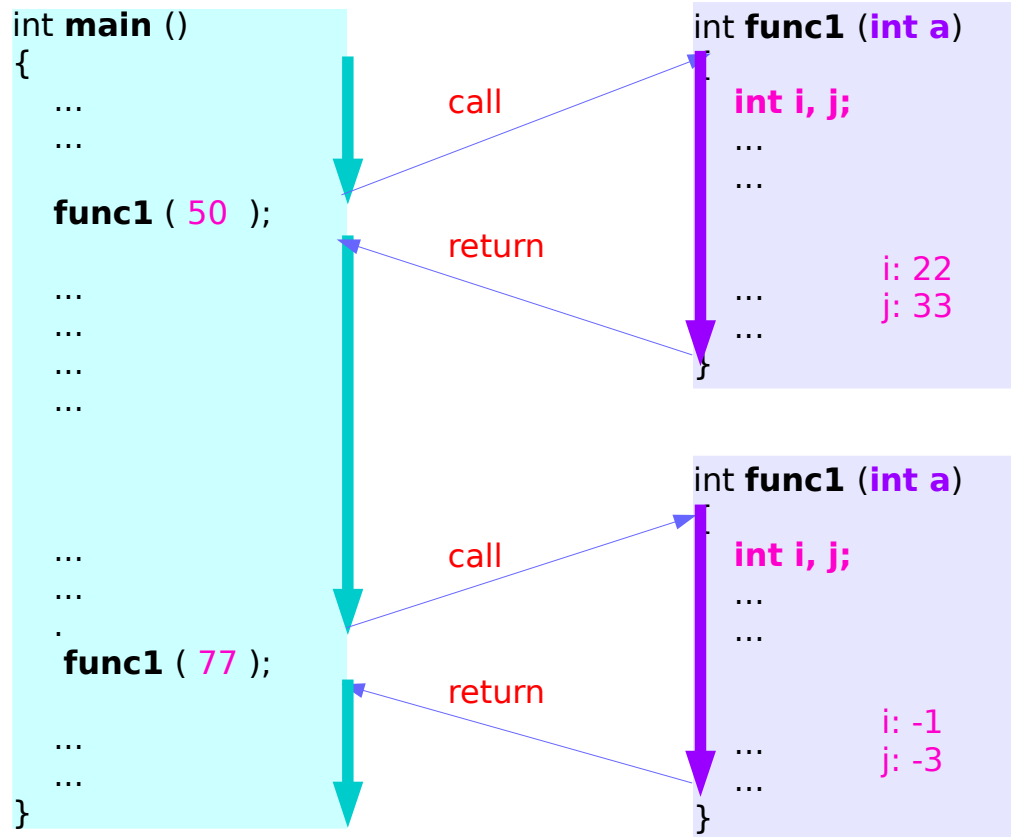 int main ()
{
...
...
func1 ( 50 );
...
...
...
...
...
...
.
func1 ( 77 );
...
...
}
call
return
call
return
int func1 (int a)
{
int i, j;
...
...
i: 22
...
j: 33
...
}
int func1 (int a)
{
int i, j;
...
...
i: -1
...
j: -3
...
}